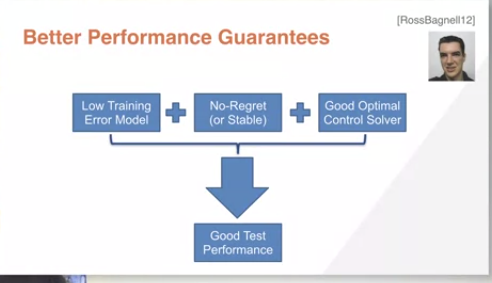 [RossBagnell12]
Better Performance Guarantees
Low Training
Error Model
No-Regret
(or Stable)
Good Optimal
Control Solver
Good Test
Performance